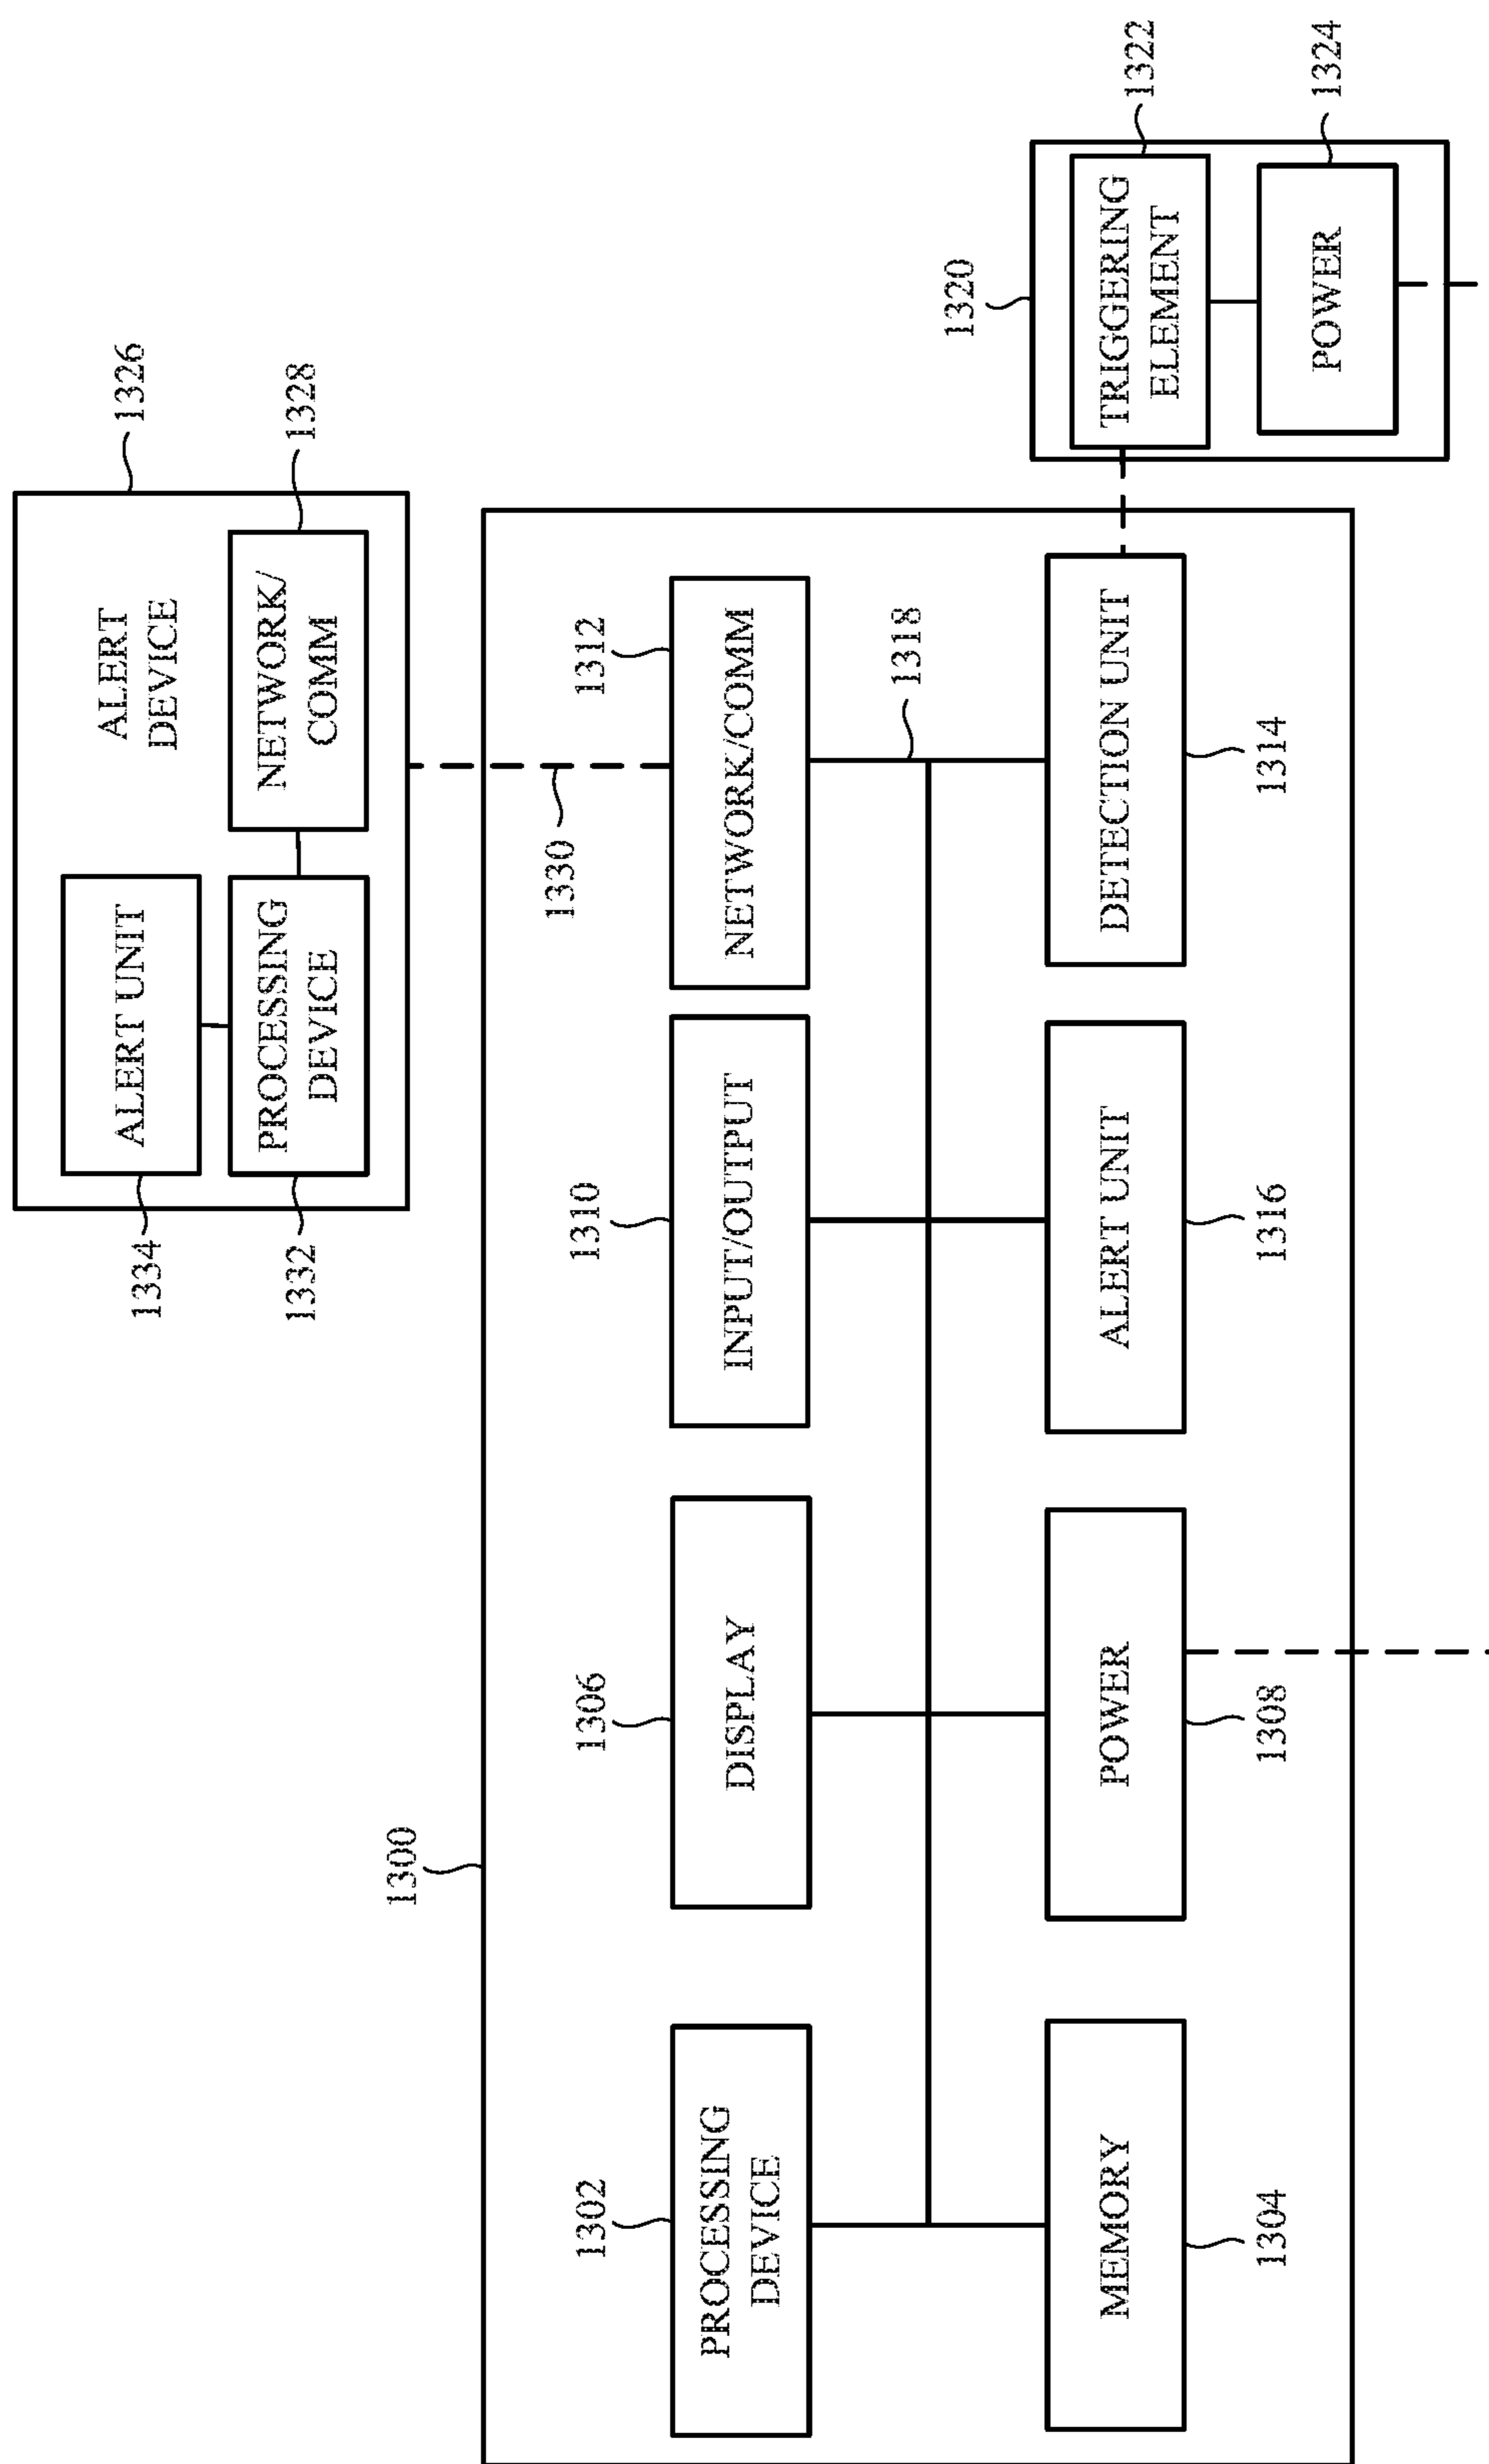 1326
ALERT
DEVICE
1334
ALERT UNIT
1332
PROCESSING
DEVICE
NETWORK/
COMM
1328
1330
1300
1302
PROCESSING
DEVICE
1306
DISPLAY
1310
INPUT/OUTPUT
1312
NETWORK/COMM
1318
MEMORY
1304
POWER
1308
ALERT UNIT
1316
DETECTION UNIT
1314
1320
TRIGGERING
ELEMENT
1322
POWER
1324